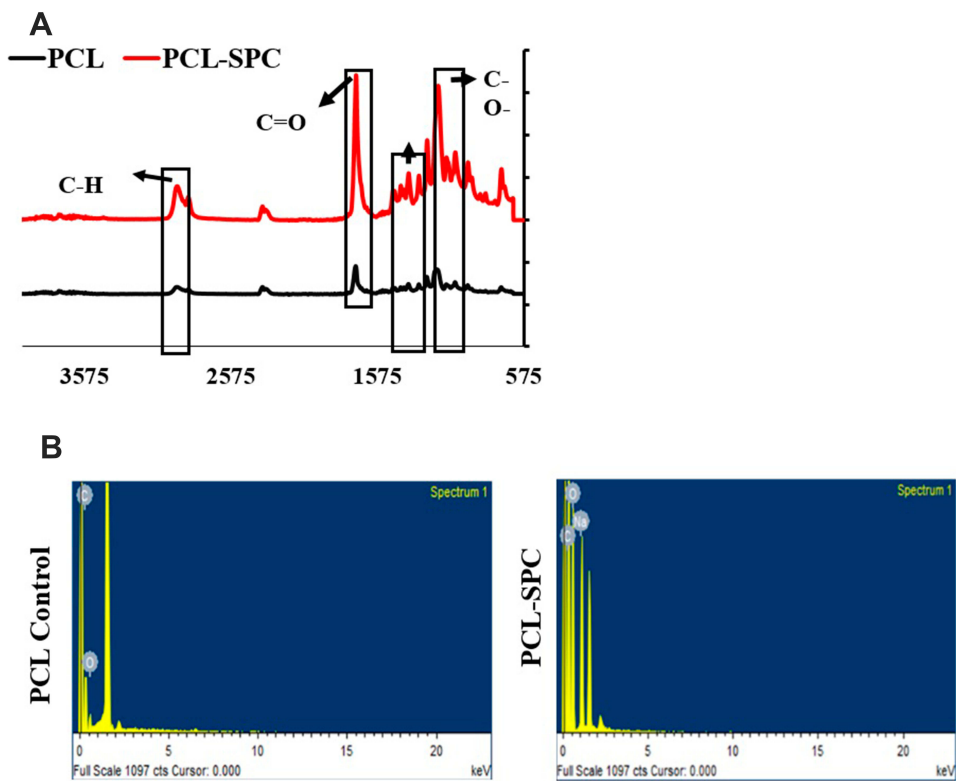 A
PCL PCL-SPC
C-
O-
C=O
C-H
3575 2575 1575 575
B
PCL Control
C
O
Spectrum 1
0 5 10 15 20
Full Scale 1097 cts Cursor: 0.000 keV
PCL-SPC
O
Na
C
Spectrum 1
0 5 10 15 20
Full Scale 1097 cts Cursor: 0.000 keV